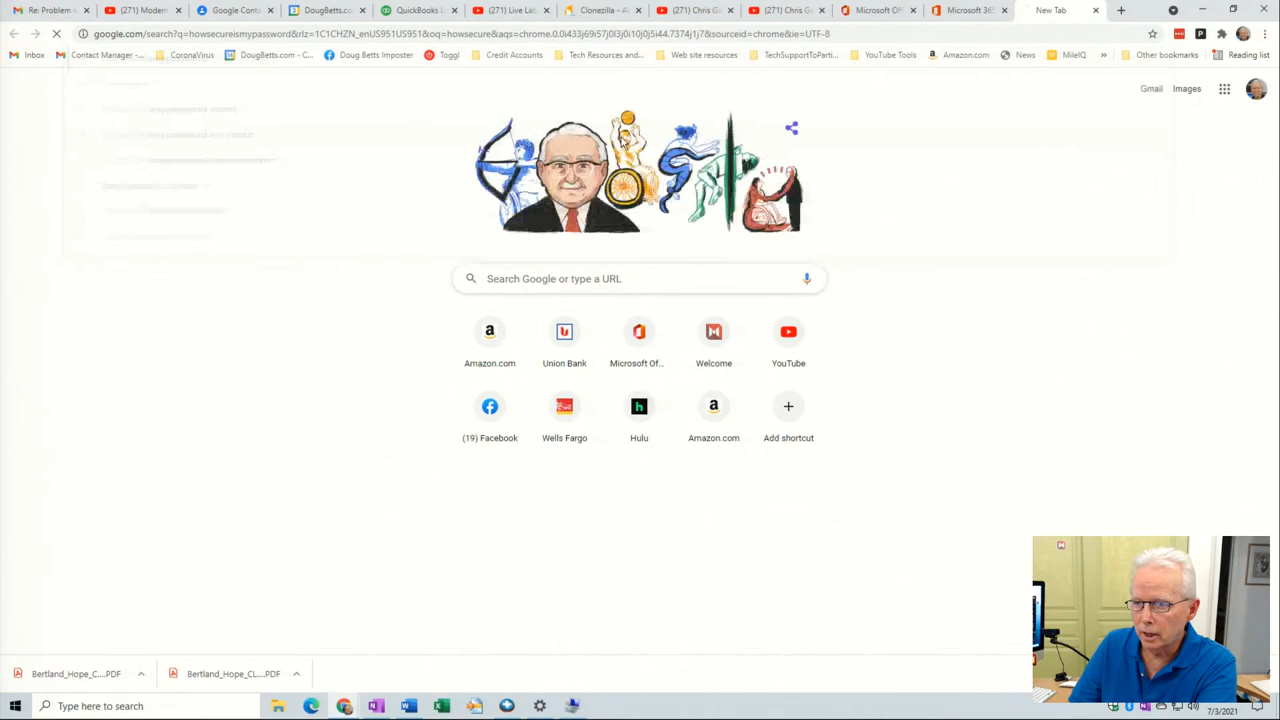 Re: Problem w
(271) Modern
Google Conta
DougBetts.co
QuickBooks
(271) Live Lab
Clonezilla - A
(271) Chris G
(271) Chris G
Microsoft Off
Microsoft 365
New Tab
google.com/search?q=howsecureismypassword&rlz=1C1CHZN_enUS951US951&oq=howsecure&aqs=chrome.0.0i433j69i57j0l3j0i10j0j5i44.7374j1j7&sourceid=chrome&ie=UTF-8
Inbox
Contact Manager -...
CoronaVirus
DougBetts.com - C...
Doug Betts Imposter
Toggl
Credit Accounts
Tech Resources and...
Web site resources
TechSupportToParti...
YouTube Tools
Amazon.com
News
MileIQ
»
Other bookmarks
Reading list
Gmail
Images
Search Google or type a URL
Amazon.com
Union Bank
Microsoft Of...
Welcome
YouTube
(19) Facebook
Wells Fargo
Hulu
Amazon.com
Add shortcut
Bertland_Hope_C....PDF
Bertland_Hope_CL....PDF
Type here to search
7/3/2021